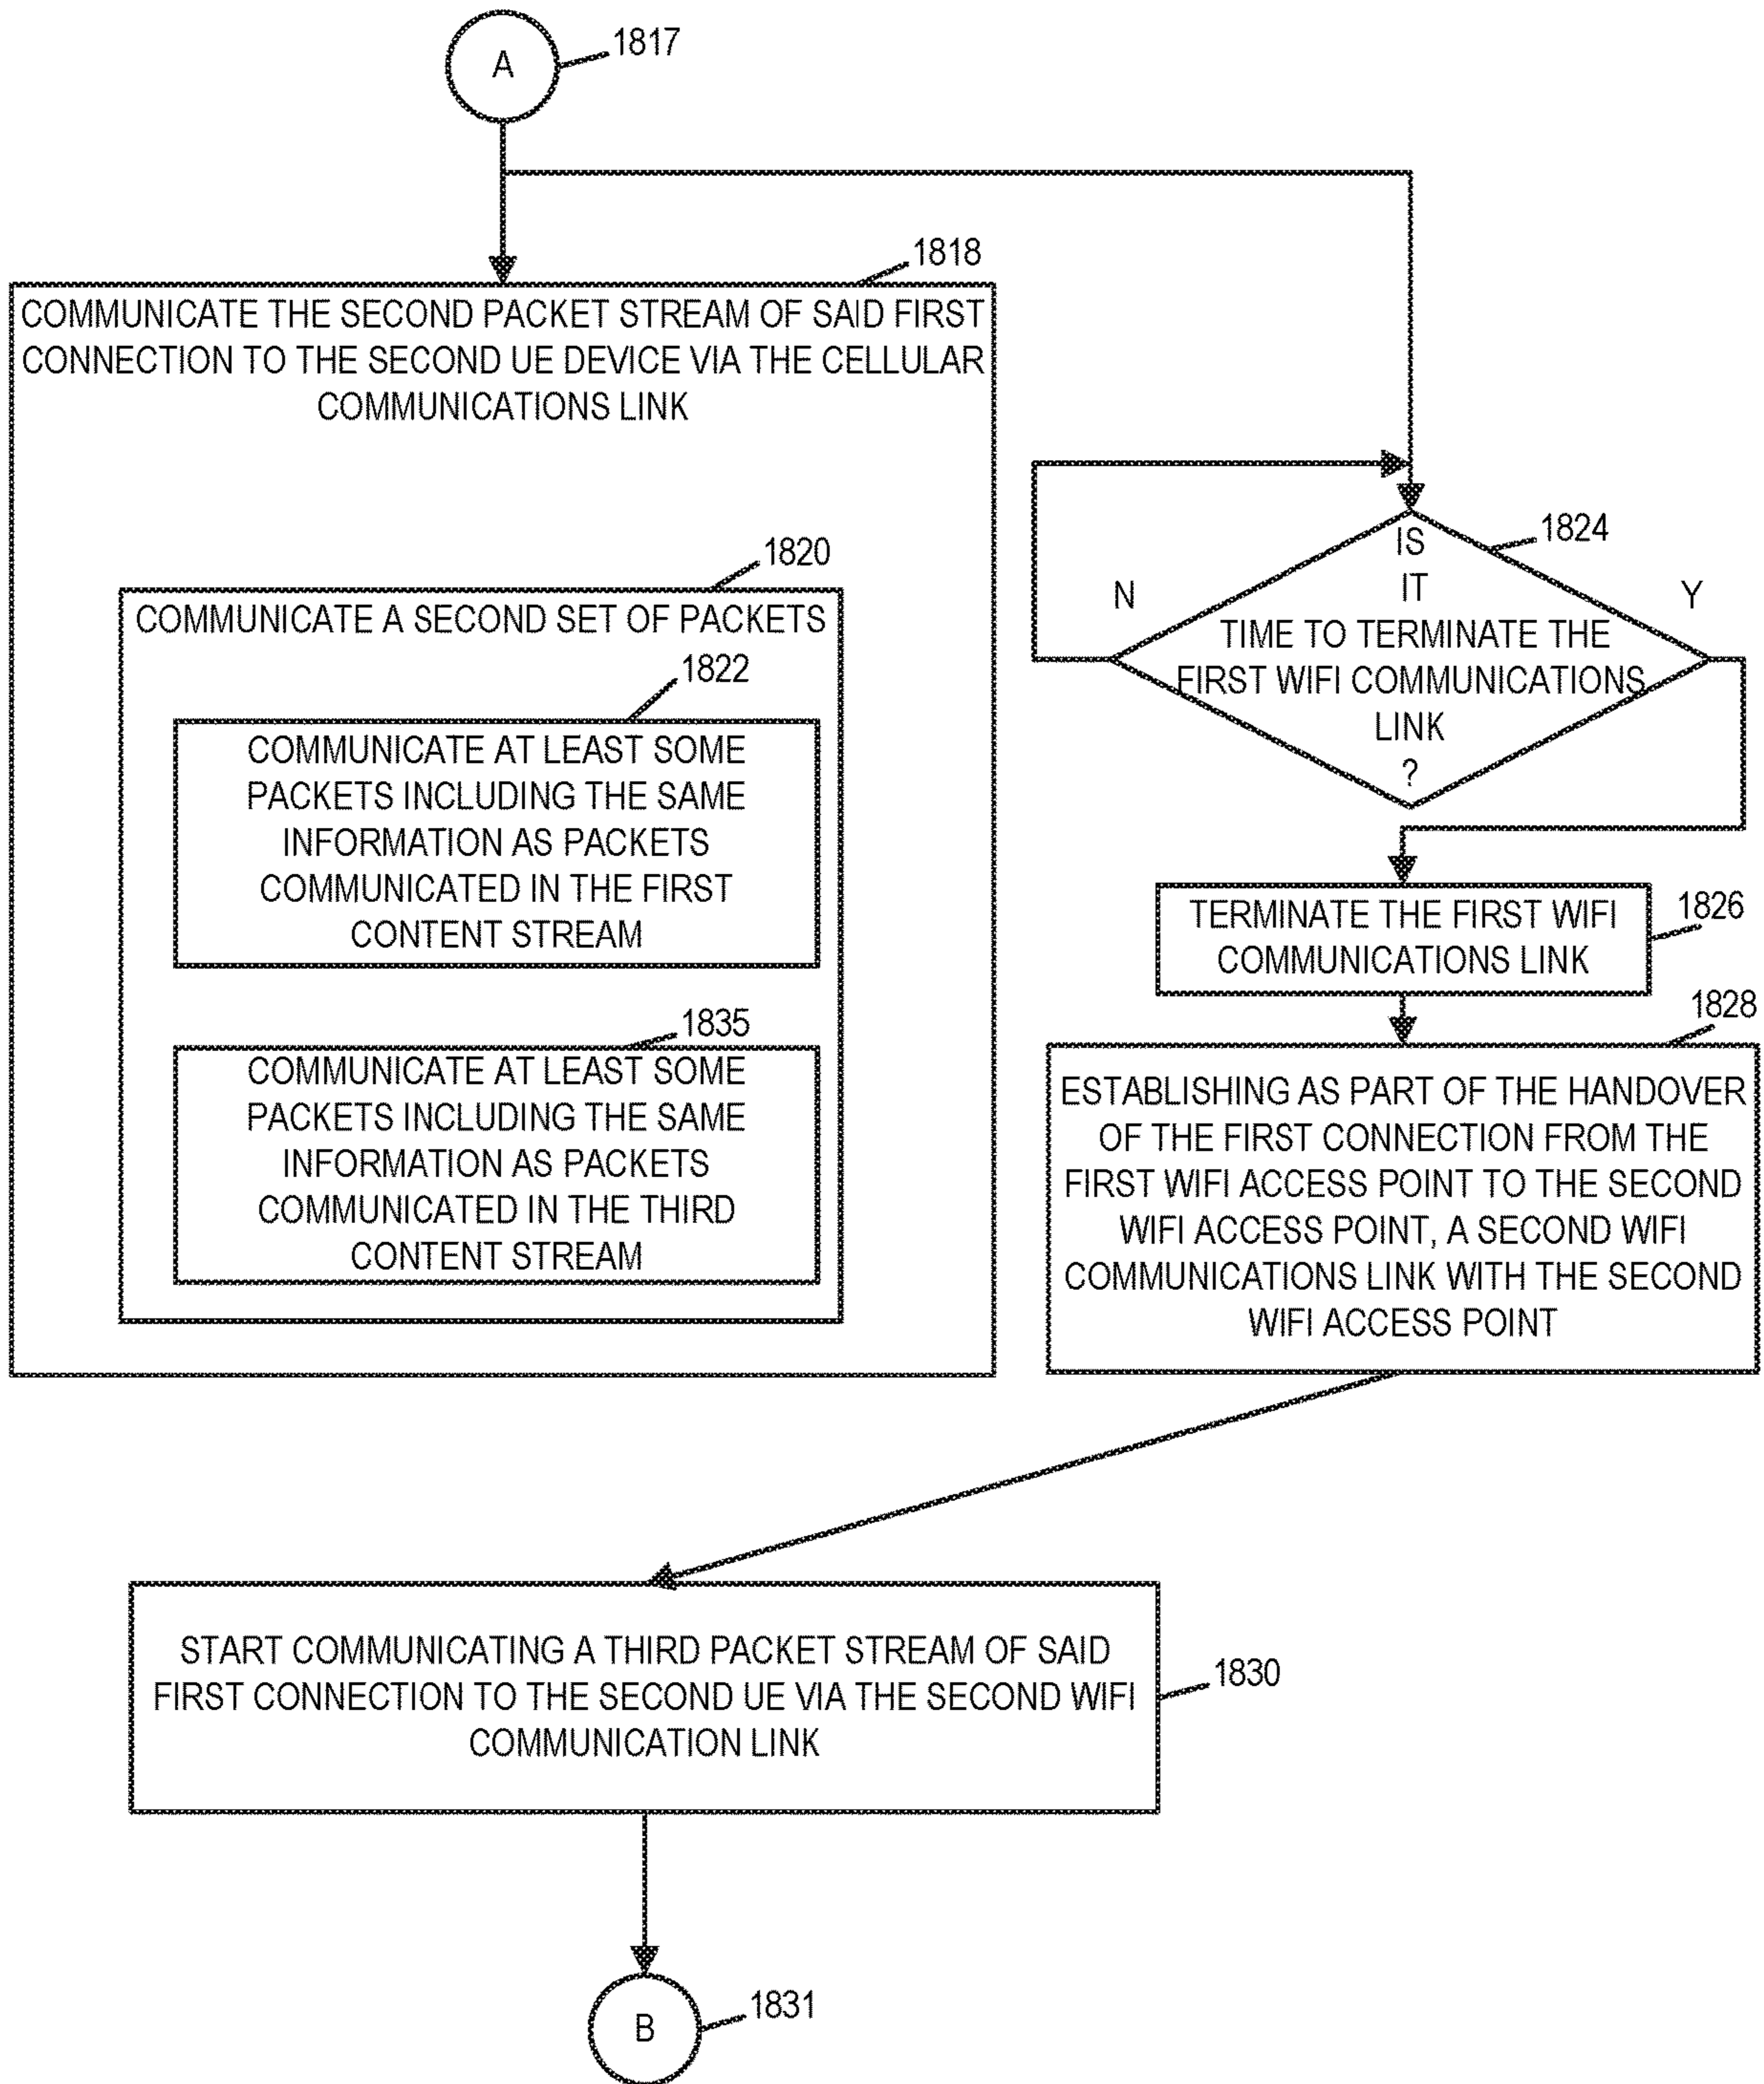 A
1817
1818
COMMUNICATE THE SECOND PACKET STREAM OF SAID FIRST
CONNECTION TO THE SECOND UE DEVICE VIA THE CELLULAR
COMMUNICATIONS LINK
1820
COMMUNICATE A SECOND SET OF PACKETS
1822
COMMUNICATE AT LEAST SOME
PACKETS INCLUDING THE SAME
INFORMATION AS PACKETS
COMMUNICATED IN THE FIRST
CONTENT STREAM
1835
COMMUNICATE AT LEAST SOME
PACKETS INCLUDING THE SAME
INFORMATION AS PACKETS
COMMUNICATED IN THE THIRD
CONTENT STREAM
1824
N
Y
IS
IT
TIME TO TERMINATE THE
FIRST WIFI COMMUNICATIONS
LINK
?
TERMINATE THE FIRST WIFI
COMMUNICATIONS LINK
1826
1828
ESTABLISHING AS PART OF THE HANDOVER
OF THE FIRST CONNECTION FROM THE
FIRST WIFI ACCESS POINT TO THE SECOND
WIFI ACCESS POINT, A SECOND WIFI
COMMUNICATIONS LINK WITH THE SECOND
WIFI ACCESS POINT
START COMMUNICATING A THIRD PACKET STREAM OF SAID
FIRST CONNECTION TO THE SECOND UE VIA THE SECOND WIFI
COMMUNICATION LINK
1830
B
1831